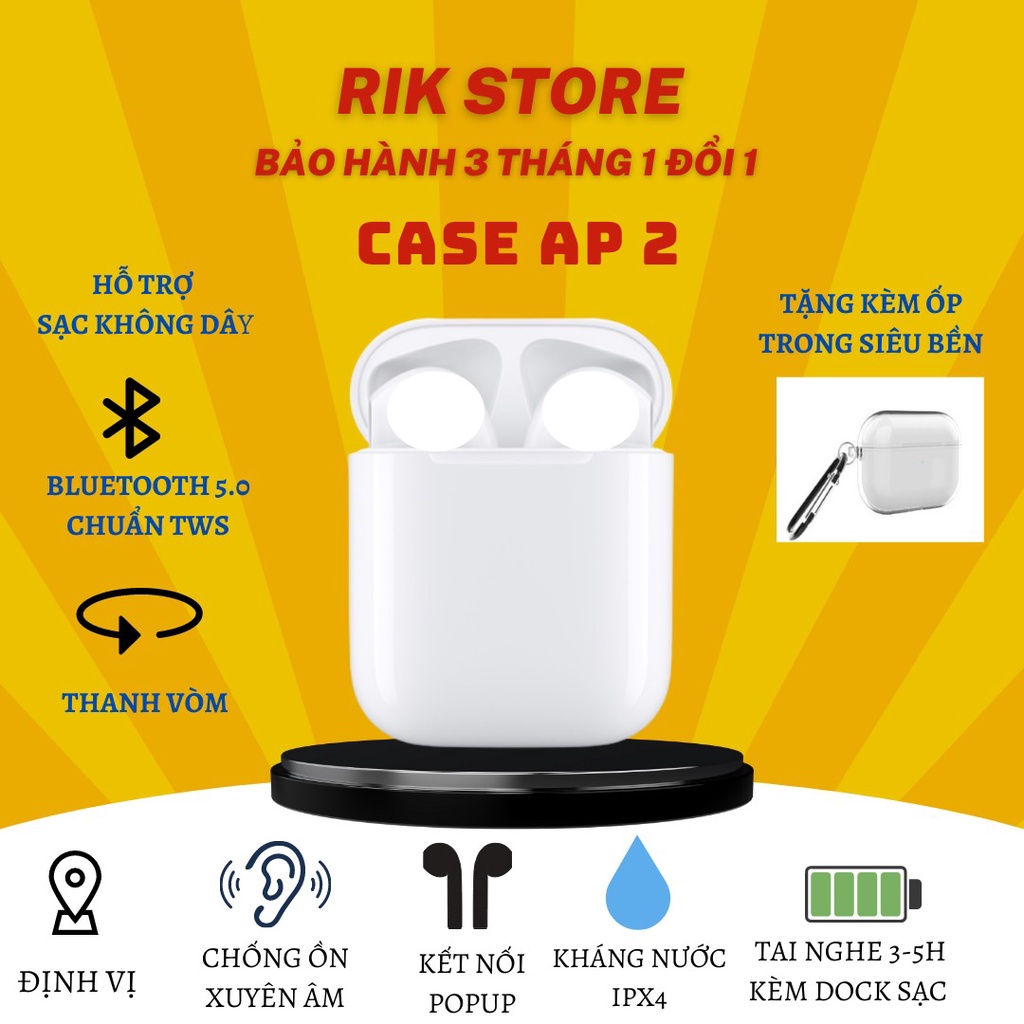 RIK STORE
BẢO HÀNH 3 THÁNG 1 ĐỔI 1
CASE AP 2
HỖ TRỢ
SẠC KHÔNG DÂY
BLUETOOTH 5.0
CHUẨN TWS
THANH VÒM
TẶNG KÈM ỐP
TRONG SIÊU BỀN
ĐỊNH VỊ
CHỐNG ỒN
XUYÊN ÂM
KẾT NỐI
POPUP
KHÁNG NƯỚC
IPX4
TAI NGHE 3-5H
KÈM DOCK SẠC